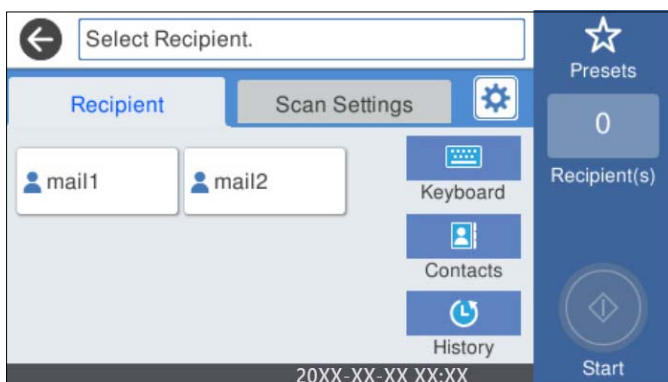 Select Recipient.
Presets
Recipient
Scan Settings
0
Recipient(s)
mail1
mail2
Keyboard
Contacts
History
Start
20XX-XX-XX XX:XX